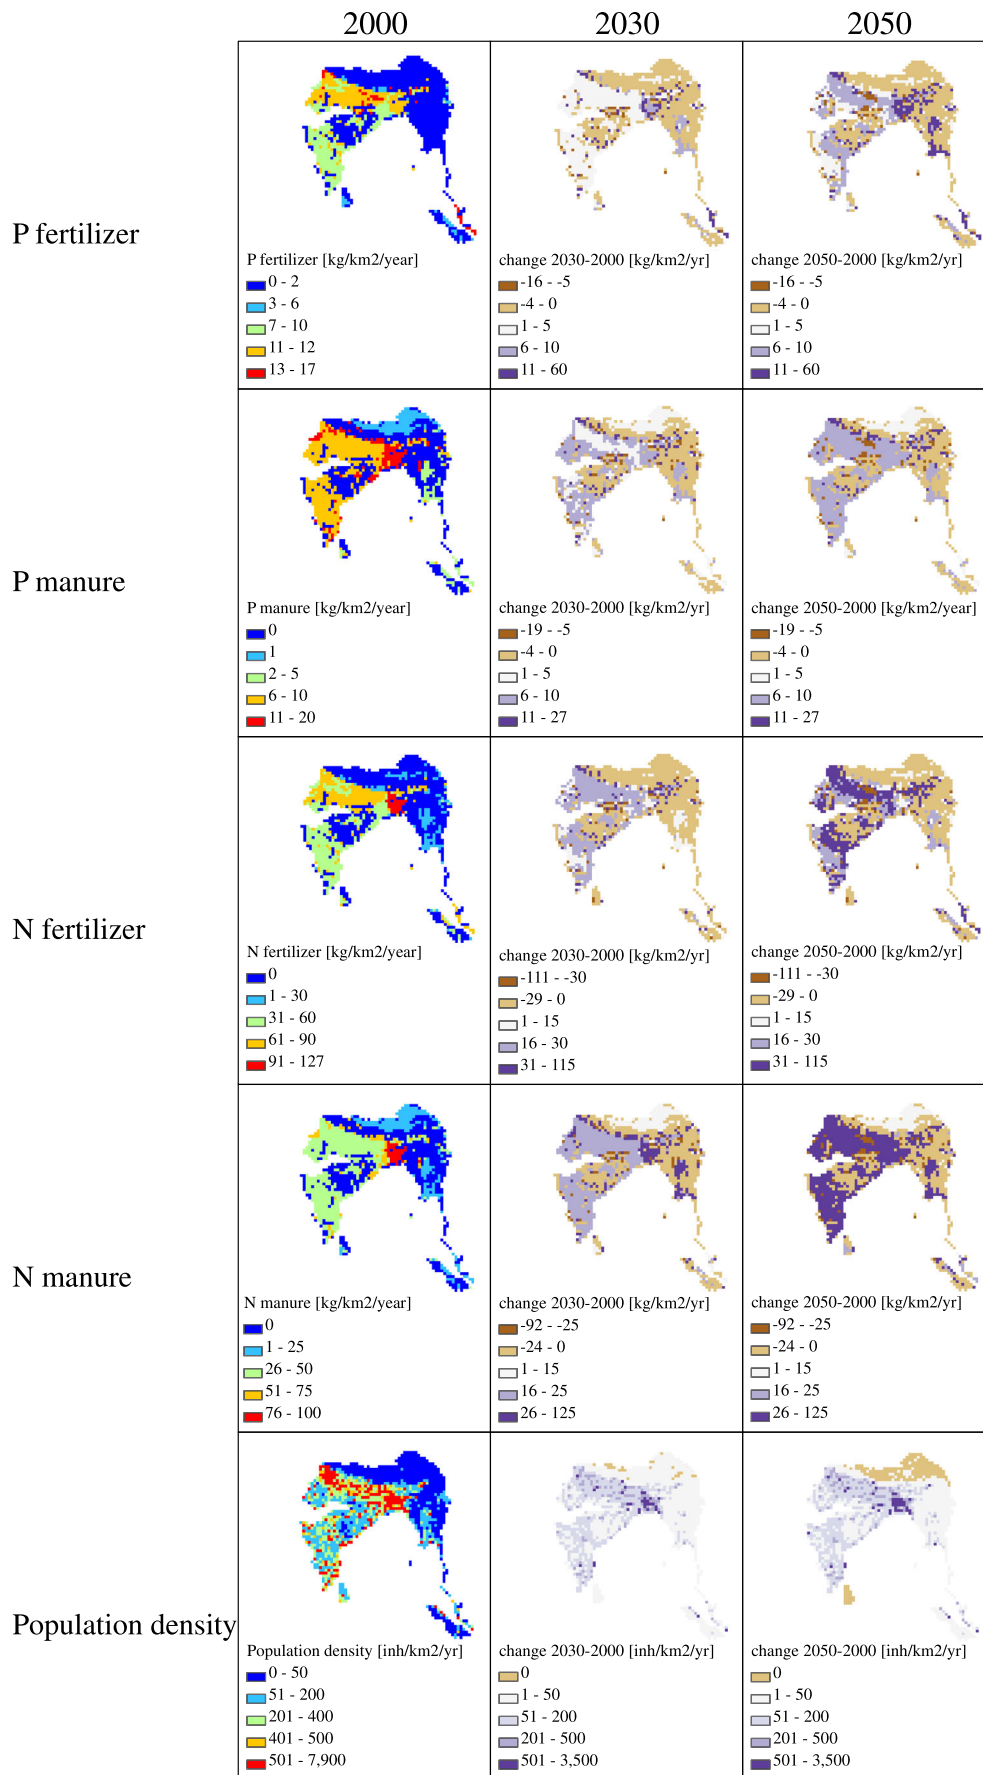 2000 2030 2050
P fertilizer
P fertilizer [kg/km2/year]
0 - 2
3 - 6
7 - 10
11 - 12
13 - 17
change 2030-2000 [kg/km2/yr]
-16 - -5
-4 - 0
1 - 5
6 - 10
11 - 60
change 2050-2000 [kg/km2/yr]
-16 - -5
-4 - 0
1 - 5
6 - 10
11 - 60
P manure
P manure [kg/km2/year]
0
1
2 - 5
6 - 10
11 - 20
change 2030-2000 [kg/km2/yr]
-19 - -5
-4 - 0
1 - 5
6 - 10
11 - 27
change 2050-2000 [kg/km2/year]
-19 - -5
-4 - 0
1 - 5
6 - 10
11 - 27
N fertilizer
N fertilizer [kg/km2/year]
0
1 - 30
31 - 60
61 - 90
91 - 127
change 2030-2000 [kg/km2/yr]
-111 - -30
-29 - 0
1 - 15
16 - 30
31 - 115
change 2050-2000 [kg/km2/yr]
-111 - -30
-29 - 0
1 - 15
16 - 30
31 - 115
N manure
N manure [kg/km2/year]
0
1 - 25
26 - 50
51 - 75
76 - 100
change 2030-2000 [kg/km2/yr]
-92 - -25
-24 - 0
1 - 15
16 - 25
26 - 125
change 2050-2000 [kg/km2/yr]
-92 - -25
-24 - 0
1 - 15
16 - 25
26 - 125
Population density
Population density [inh/km2/yr]
0 - 50
51 - 200
201 - 400
401 - 500
501 - 7,900
change 2030-2000 [inh/km2/yr]
0
1 - 50
51 - 200
201 - 500
501 - 3,500
change 2050-2000 [inh/km2/yr]
0
1 - 50
51 - 200
201 - 500
501 - 3,500